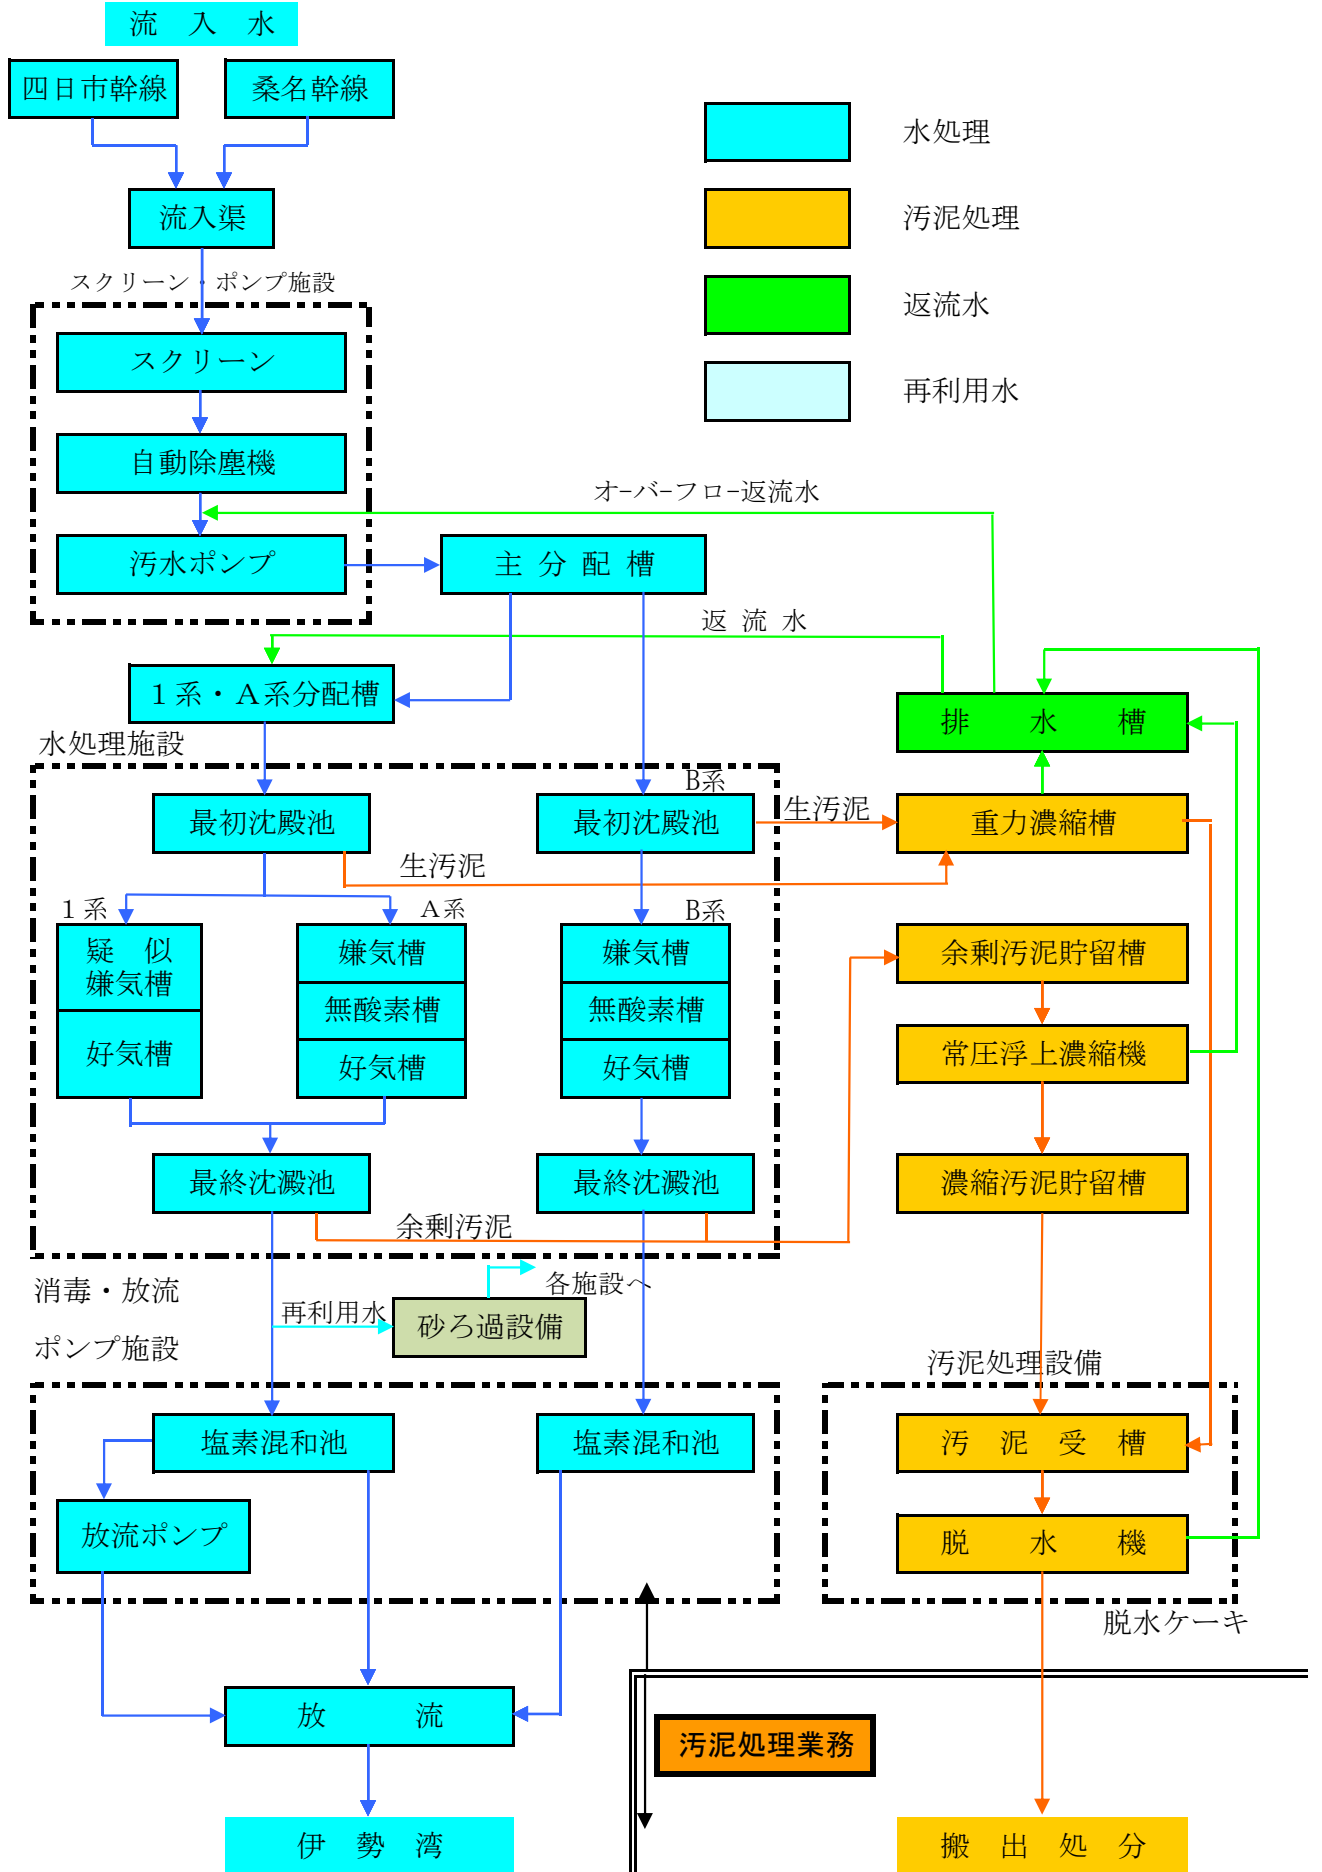 流　入　水
四日市幹線
桑名幹線
水処理
流入渠
汚泥処理
スクリーン・ポンプ施設
返流水
スクリーン
再利用水
自動除塵機
オｰバｰフロｰ返流水
汚水ポンプ
主 分 配 槽
返 流 水
１系・Ａ系分配槽
排　水　槽
水処理施設
B系
最初沈殿池
最初沈殿池
生汚泥
重力濃縮槽
生汚泥
１系
Ａ系
B系
疑　似
嫌気槽
好気槽
嫌気槽
無酸素槽
好気槽
嫌気槽
無酸素槽
好気槽
余剰汚泥貯留槽
常圧浮上濃縮機
最終沈澱池
最終沈澱池
濃縮汚泥貯留槽
余剰汚泥
消毒・放流
ポンプ施設
各施設へ
再利用水
砂ろ過設備
汚泥処理設備
塩素混和池
塩素混和池
汚　泥　受　槽
放流ポンプ
脱　水　機
脱水ケーキ
放　流
汚泥処理業務
伊　勢　湾
搬　出　処　分